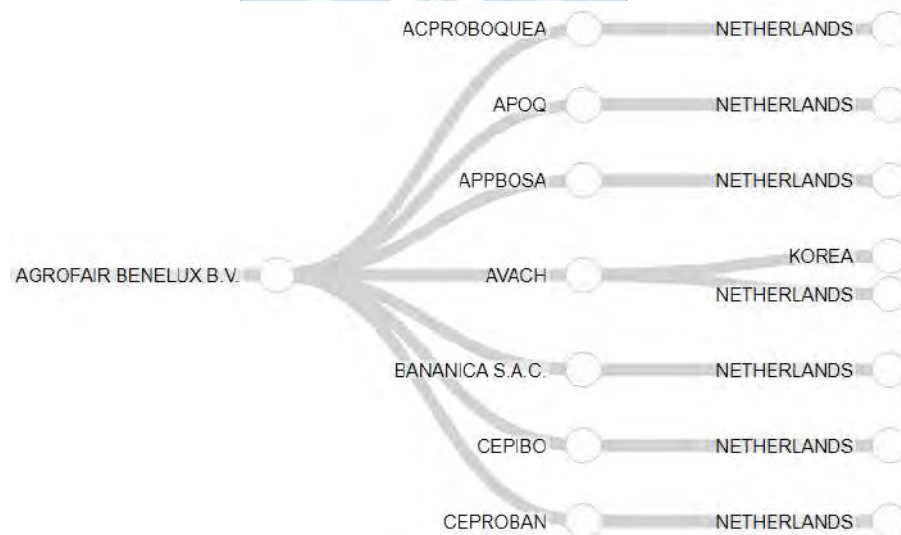 ACPROBOQUEA NETHERLANDS
APOQ NETHERLANDS
APPBOSA NETHERLANDS
KOREA
AGROFAIR BENELUX B.V. AVACH
NETHERLANDS
BANANICA S.A.C. NETHERLANDS
CEPIBO NETHERLANDS
CEPROBAN NETHERLANDS